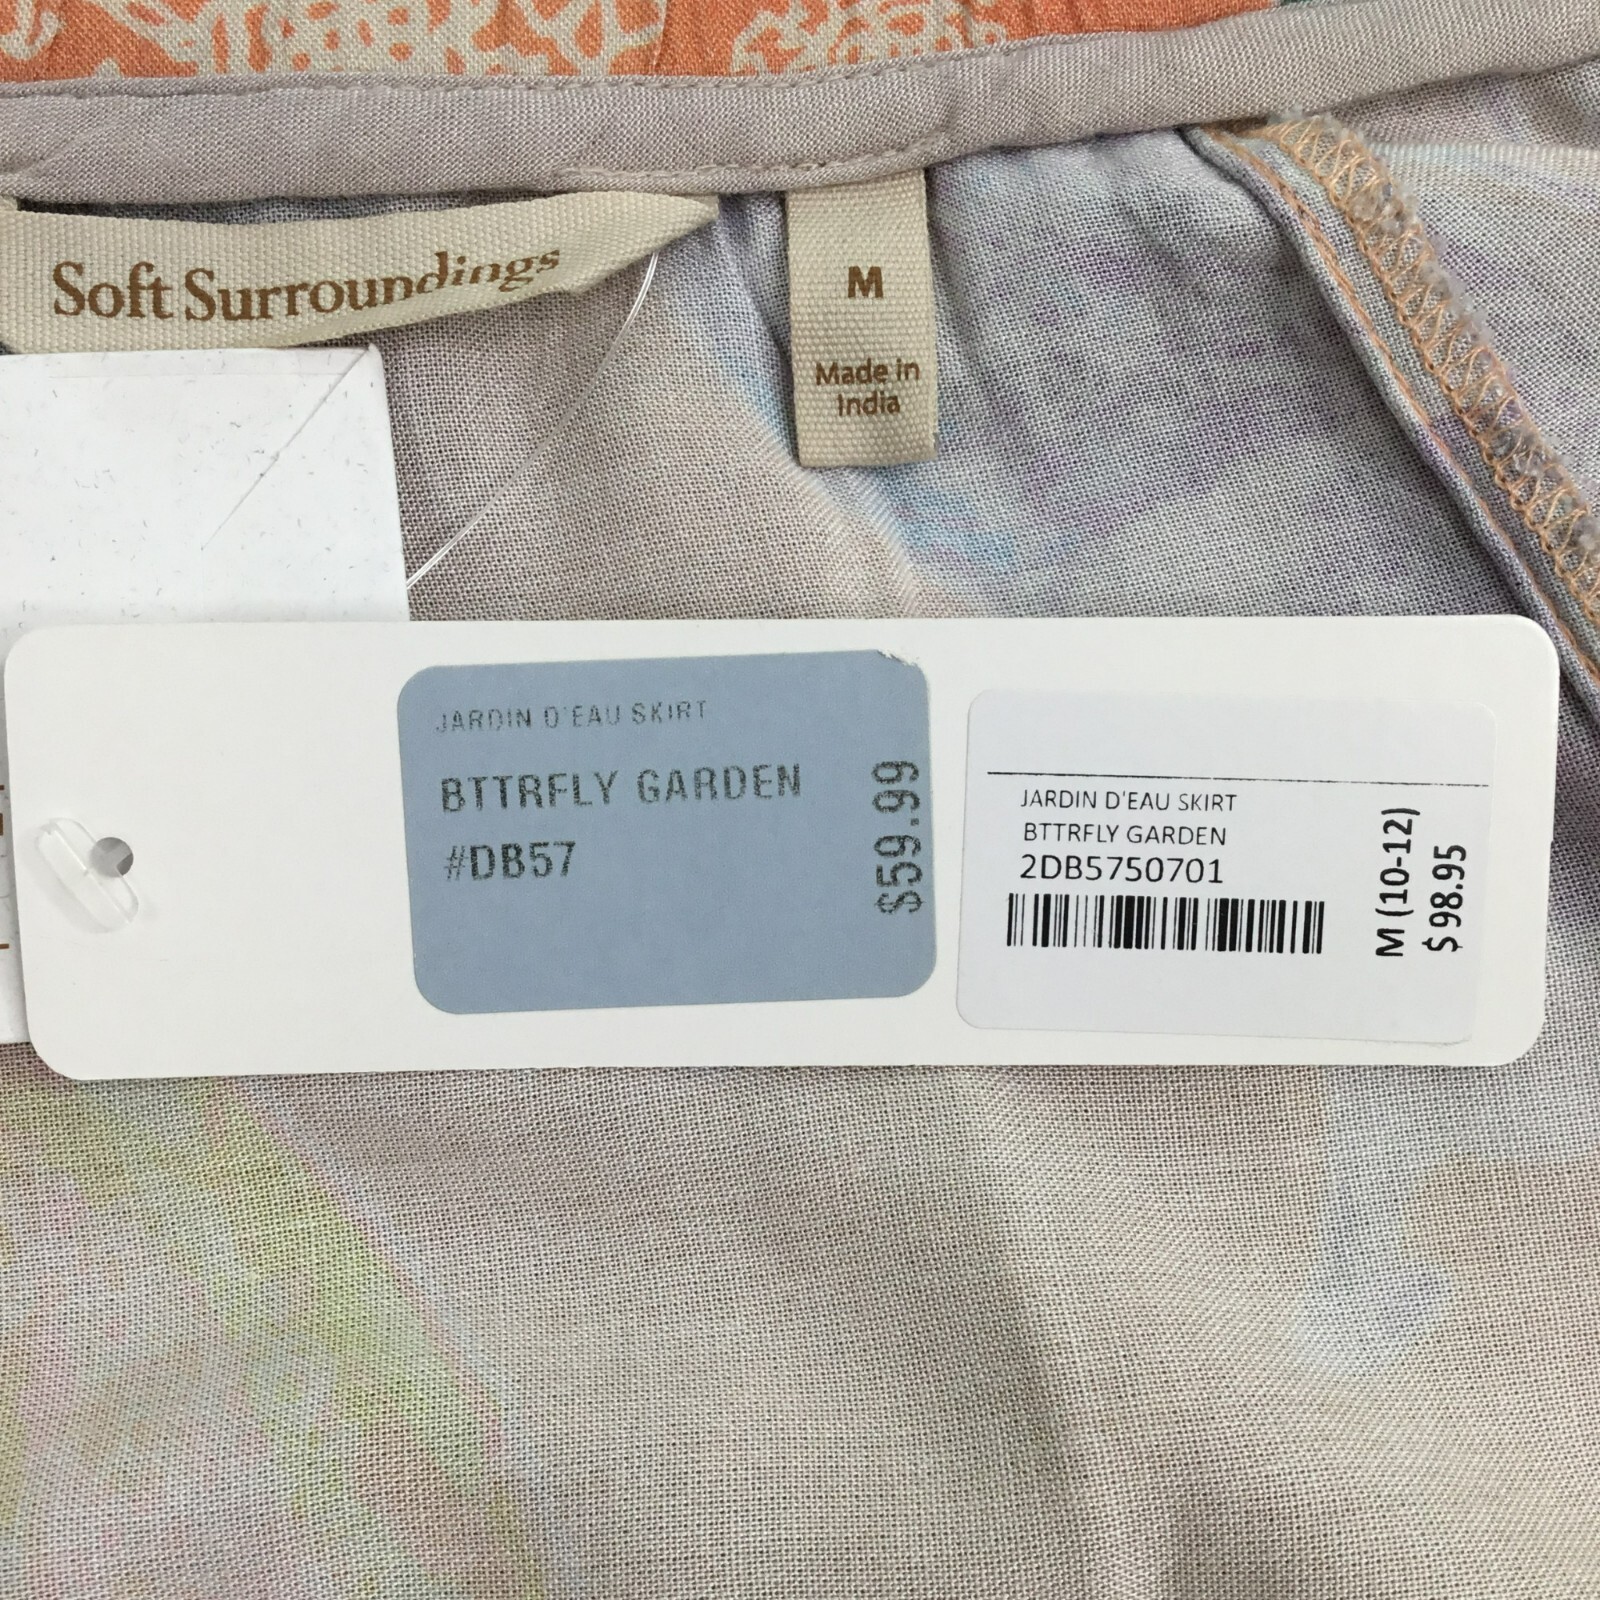 Soft Surroundings
M
Made in
India
JARDIN D'EAU SKIRT
BTTRFLY GARDEN
#DB57
$59.99
JARDIN D'EAU SKIRT
BTTRFLY GARDEN
2DB5750701
M (10-12)
$ 98.95